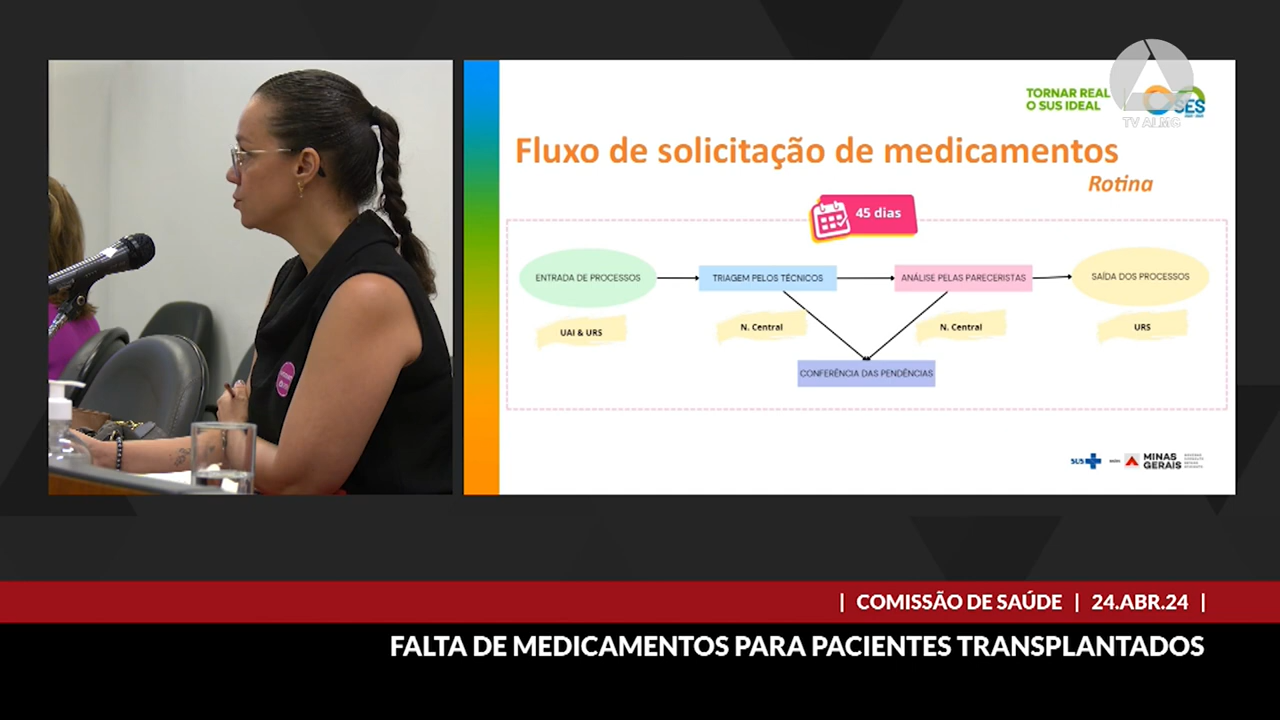 TORNAR REAL
O SUS IDEAL
SES
TV ALMG
Fluxo de solicitação de medicamentos
Rotina
45 dias
ENTRADA DE PROCESSOS
TRIAGEM PELOS TÉCNICOS
ANÁLISE PELAS PARECERISTAS
SAÍDA DOS PROCESSOS
UAI & URS
N. Central
N. Central
URS
CONFERÊNCIA DAS PENDÊNCIAS
SUS
MINAS
GERAIS
| COMISSÃO DE SAÚDE | 24.ABR.24 |
FALTA DE MEDICAMENTOS PARA PACIENTES TRANSPLANTADOS